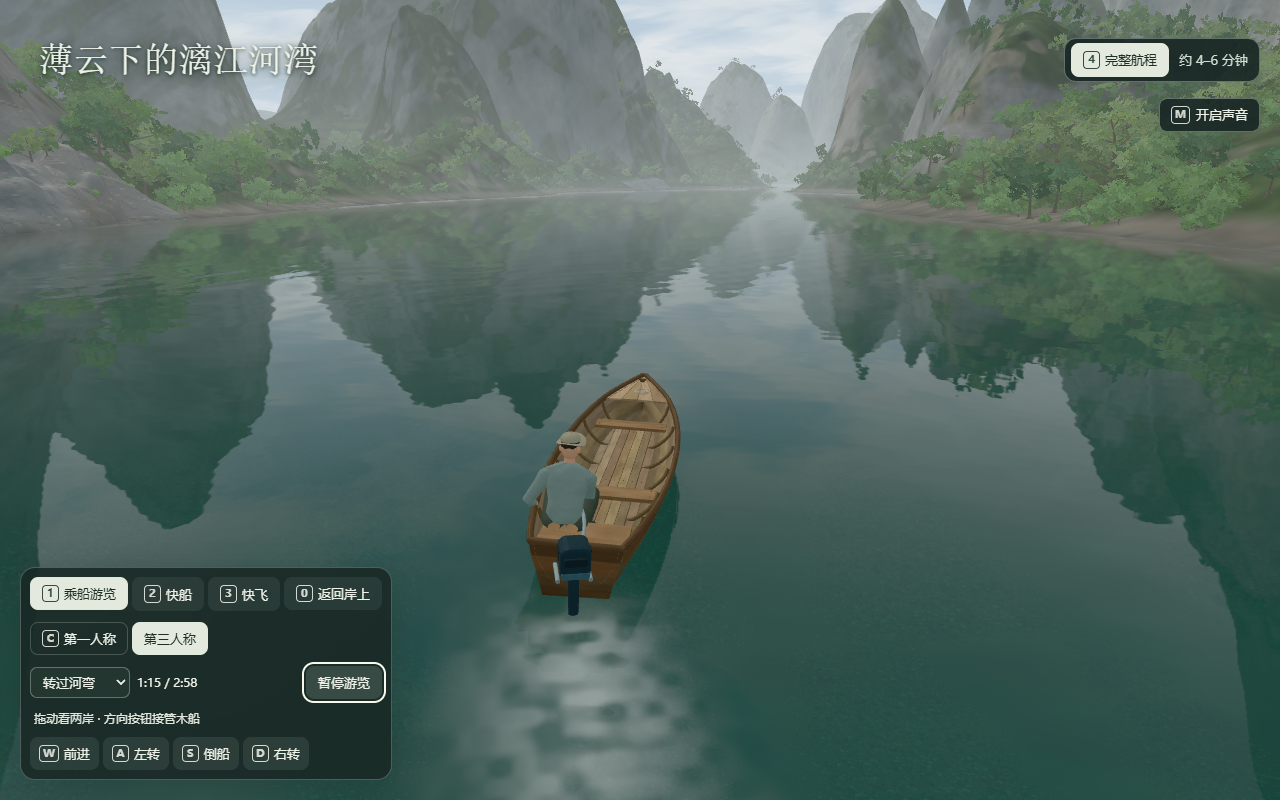 薄云下的漓江河湾
4 完整航程 约 4–6 分钟
M 开启声音
1 乘船游览 2 快船 3 快飞 0 返回岸上
C 第一人称 第三人称
转过河弯 1:15 / 2:58 暂停游览
拖动看两岸 · 方向按钮接管木船
W 前进 A 左转 S 倒船 D 右转